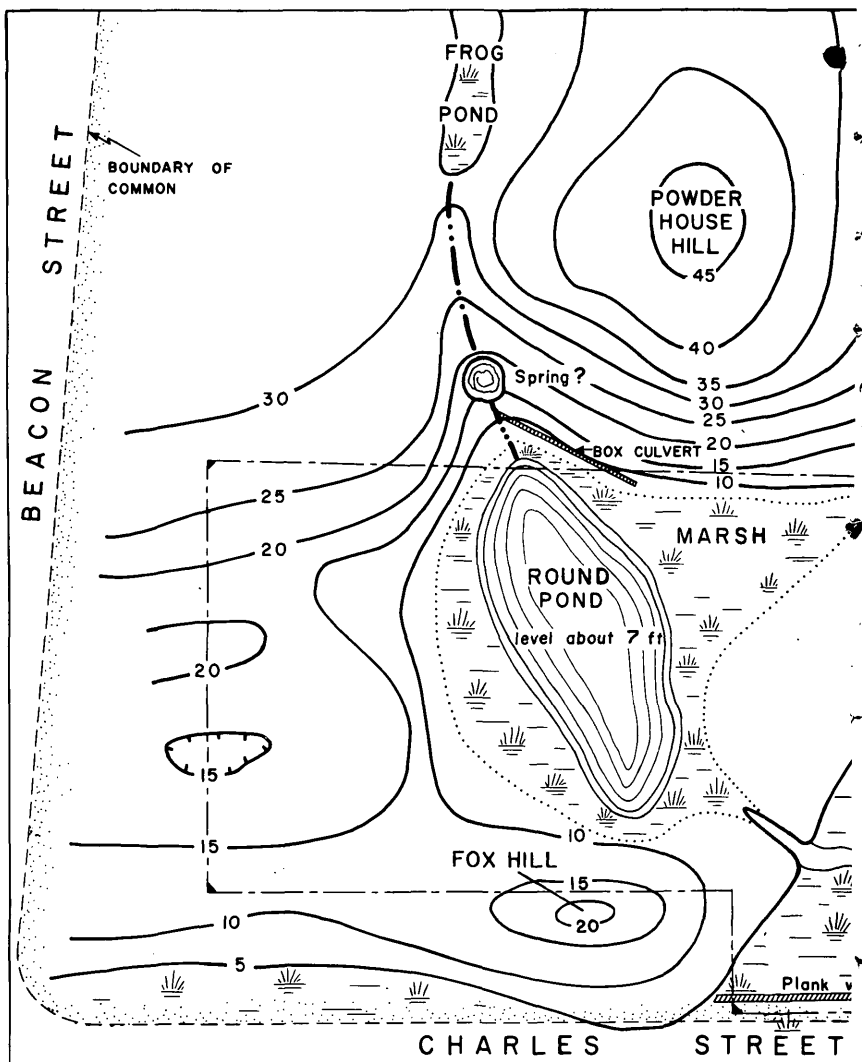 FROG
POND
BOUNDARY OF
COMMON
BEACON STREET
POWDER
HOUSE
HILL
45
40
35
30
25
20
15
10
Spring ?
30
BOX CULVERT
25
20
MARSH
ROUND
POND
level about 7 ft
20
15
15
10
FOX HILL
15
20
10
5
Plank
CHARLES STREET